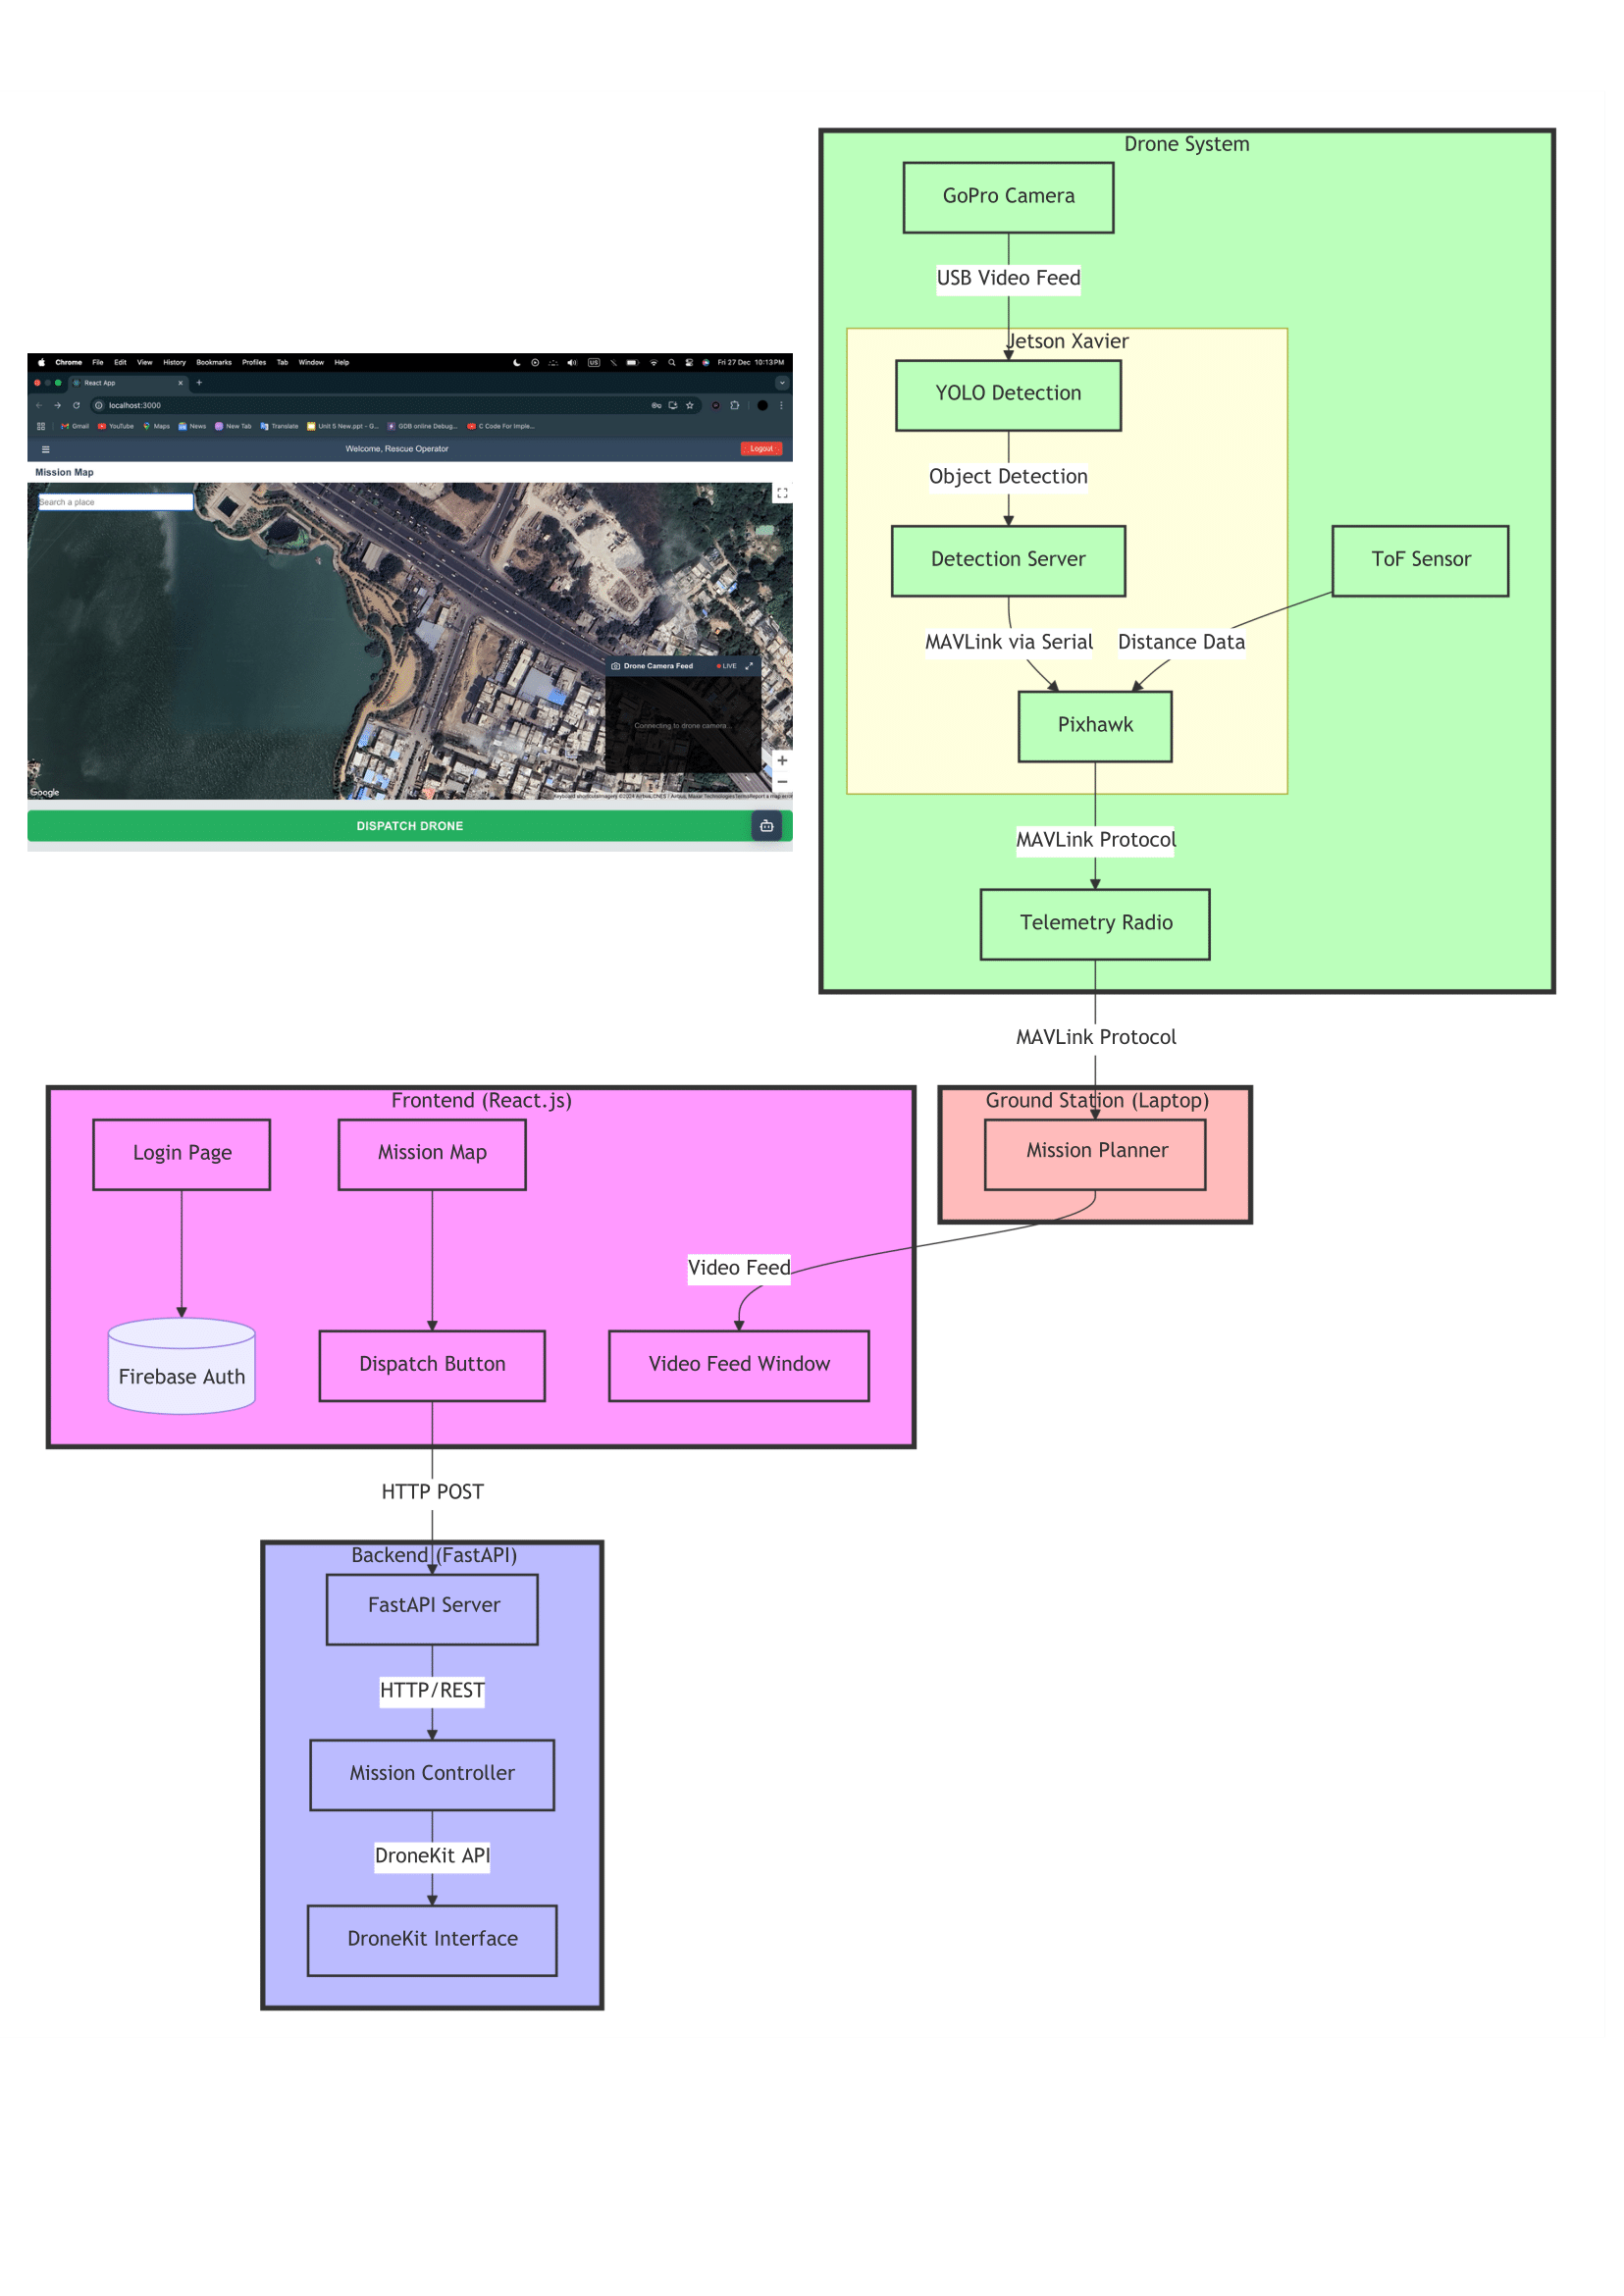 Drone System
GoPro Camera
USB Video Feed
Jetson Xavier
YOLO Detection
Object Detection
Detection Server
ToF Sensor
MAVLink via Serial
Distance Data
Pixhawk
MAVLink Protocol
Telemetry Radio
MAVLink Protocol
Chrome File Edit View History Bookmarks Profiles Tab Window Help US Fri 27 Dec 10:13 PM
React App
localhost:3000
Gmail YouTube Maps News New Tab Translate Unit 5 New.ppt - G... GDB online Debug... C Code For Imple...
Welcome, Rescue Operator Logout
Mission Map
Search a place
Drone Camera Feed LIVE
Connecting to drone camera...
Google
DISPATCH DRONE
Frontend (React.js)
Login Page
Mission Map
Firebase Auth
Dispatch Button
Video Feed
Video Feed Window
Ground Station (Laptop)
Mission Planner
HTTP POST
Backend (FastAPI)
FastAPI Server
HTTP/REST
Mission Controller
DroneKit API
DroneKit Interface